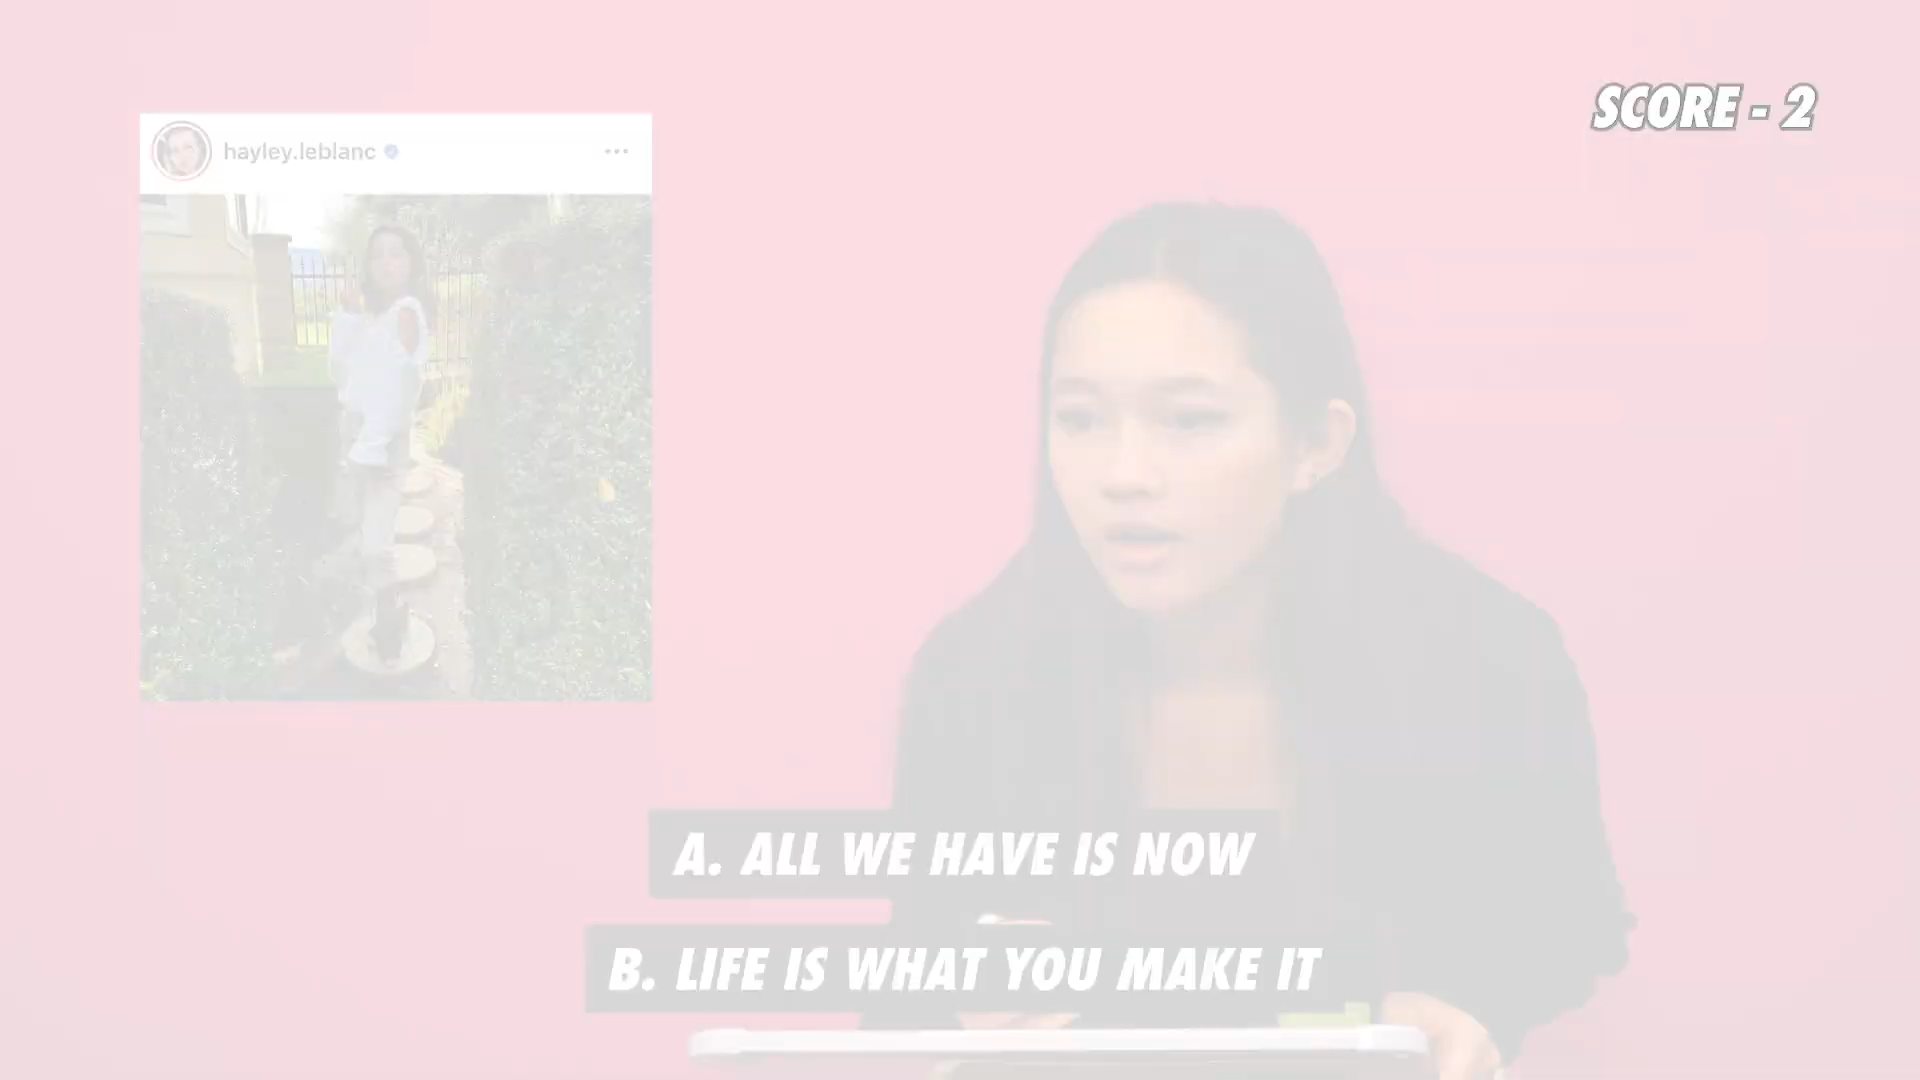 SCORE - 2
hayley.leblanc
A. ALL WE HAVE IS NOW
B. LIFE IS WHAT YOU MAKE IT